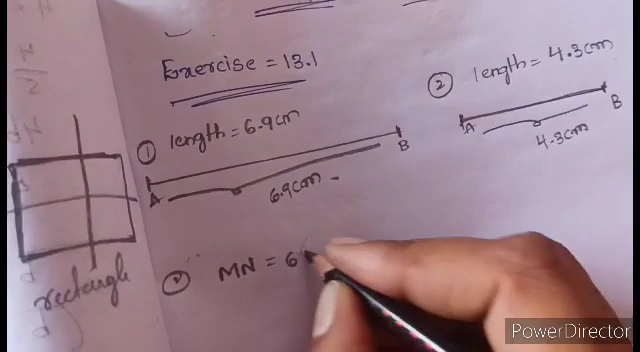 Exercise = 13.1
① length = 6.9cm
A B
6.9cm
② length = 4.3cm
A B
4.3cm
MN = 6
rectangle
PowerDirector